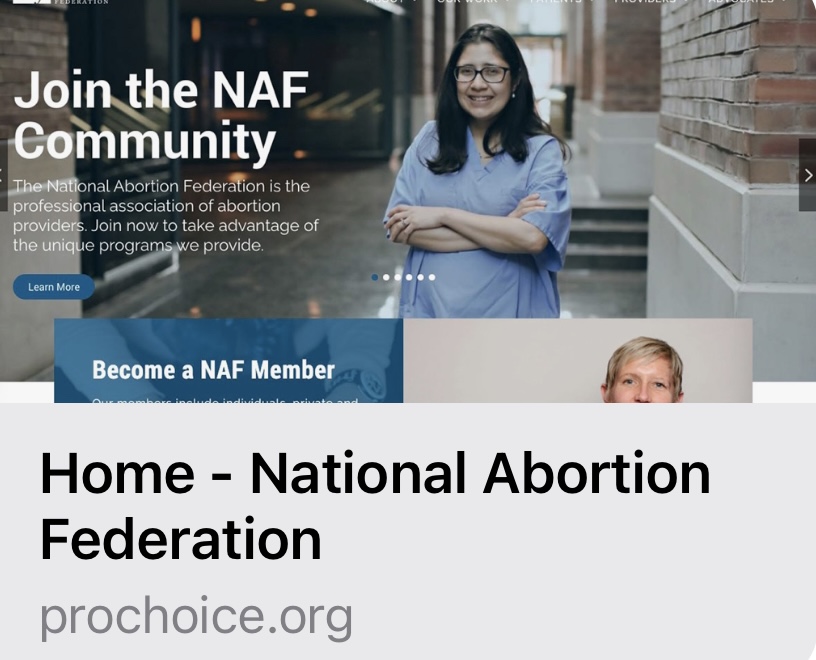 FEDERATION
ABOUT OUR WORK PATIENTS PROVIDERS ADVOCATES
Join the NAF
Community
The National Abortion Federation is the
professional association of abortion
providers. Join now to take advantage of
the unique programs we provide.
Learn More
Become a NAF Member
Our members include individuals, private and
Home - National Abortion
Federation
prochoice.org